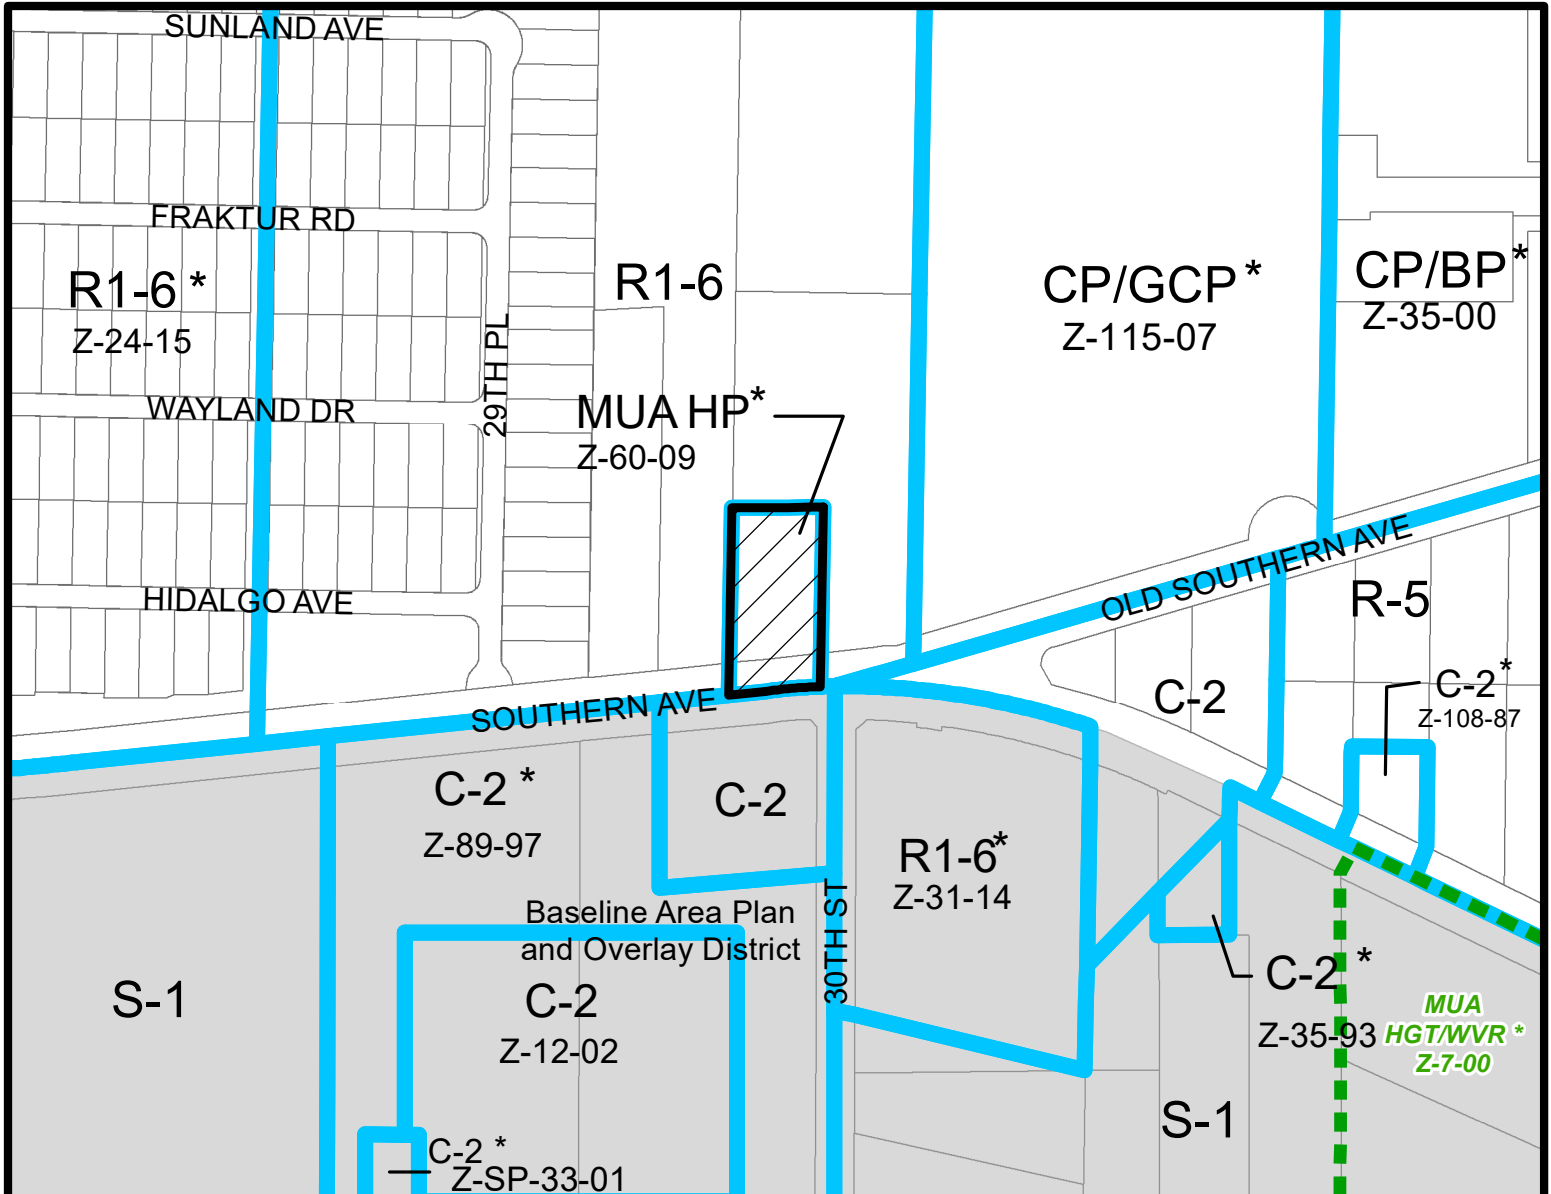 SUNLAND AVE
FRAKTUR RD
R1-6 *
Z-24-15
29TH PL
WAYLAND DR
HIDALGO AVE
R1-6
MUA HP*
Z-60-09
CP/GCP *
Z-115-07
CP/BP *
Z-35-00
OLD SOUTHERN AVE
R-5
C-2
C-2 *
Z-108-87
SOUTHERN AVE
C-2 *
Z-89-97
C-2
R1-6*
Z-31-14
30TH ST
Baseline Area Plan
and Overlay District
S-1
C-2
Z-12-02
C-2 *
Z-35-93
MUA
HGT/WVR *
Z-7-00
S-1
C-2 *
Z-SP-33-01